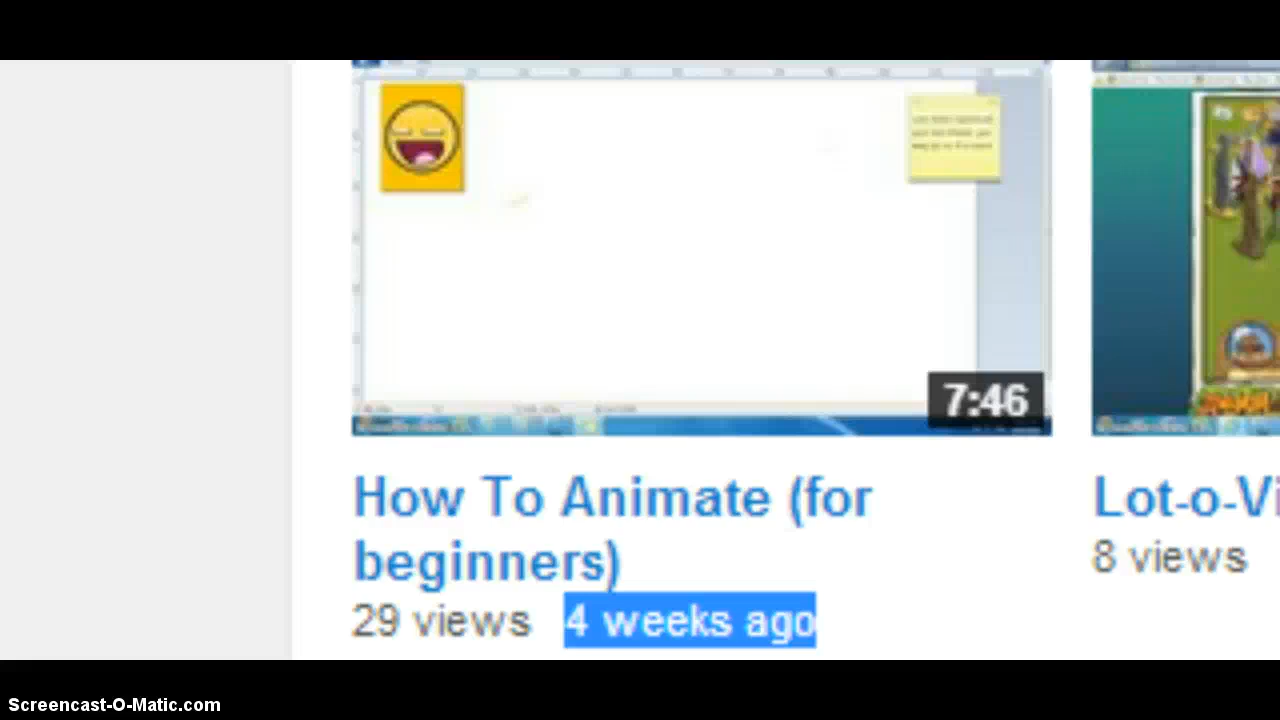 7:46
How To Animate (for
beginners)
29 views 4 weeks ago
Lot-o-Vi
8 views
Screencast-O-Matic.com